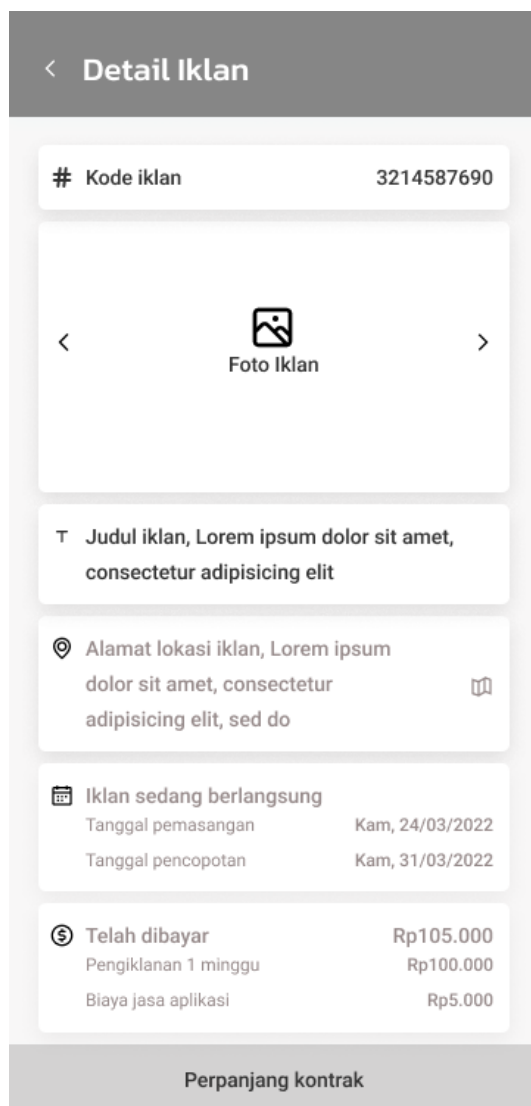 Detail Iklan
# Kode iklan 3214587690
Foto Iklan
T Judul iklan, Lorem ipsum dolor sit amet,
consectetur adipisicing elit
Alamat lokasi iklan, Lorem ipsum
dolor sit amet, consectetur
adipisicing elit, sed do
Iklan sedang berlangsung
Tanggal pemasangan Kam, 24/03/2022
Tanggal pencopotan Kam, 31/03/2022
Telah dibayar Rp105.000
Pengiklanan 1 minggu Rp100.000
Biaya jasa aplikasi Rp5.000
Perpanjang kontrak